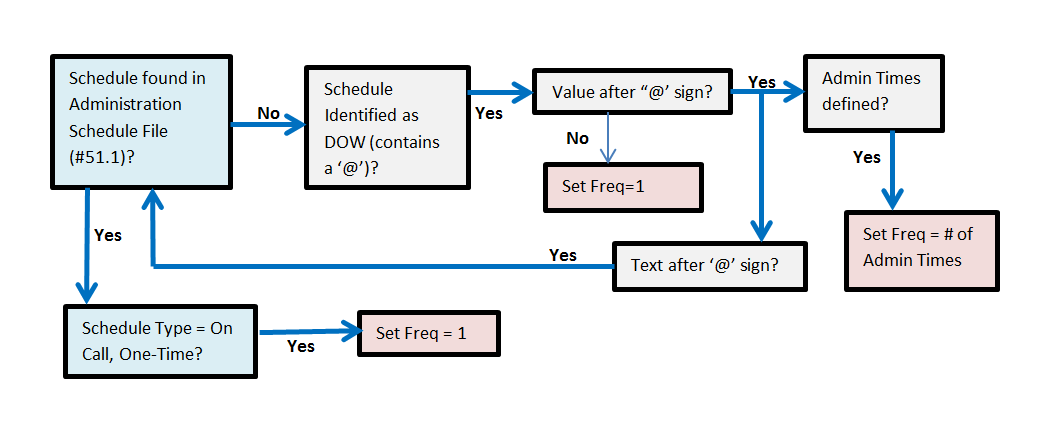 Schedule found in
Administration
Schedule File
(#51.1)?
No
Schedule
Identified as
DOW (contains
a ‘@’)?
Yes
Value after “@’ sign?
Yes
Admin Times
defined?
No
Yes
Set Freq=1
Set Freq = # of
Admin Times
Yes
Yes
Text after ‘@’ sign?
Schedule Type = On
Call, One-Time?
Yes
Set Freq = 1